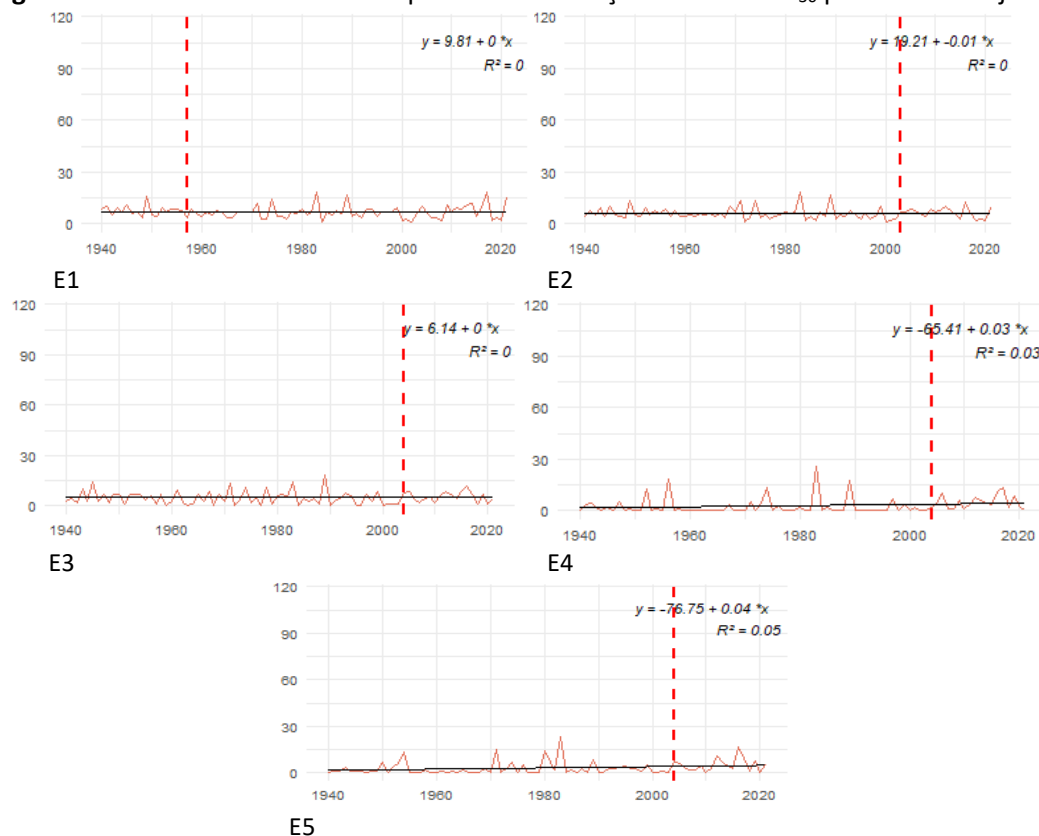 120
90
60
30
0
y = 9.81 + 0 *x
R² = 0
1940 1960 1980 2000 2020
E1
120
90
60
30
0
y = 19.21 + -0.01 *x
R² = 0
1940 1960 1980 2000 2020
E2
120
90
60
30
0
y = 6.14 + 0 *x
R² = 0
1940 1960 1980 2000 2020
E3
120
90
60
30
0
y = -65.41 + 0.03 *x
R² = 0.03
1940 1960 1980 2000 2020
E4
120
90
60
30
0
y = -76.75 + 0.04 *x
R² = 0.05
1940 1960 1980 2000 2020
E5